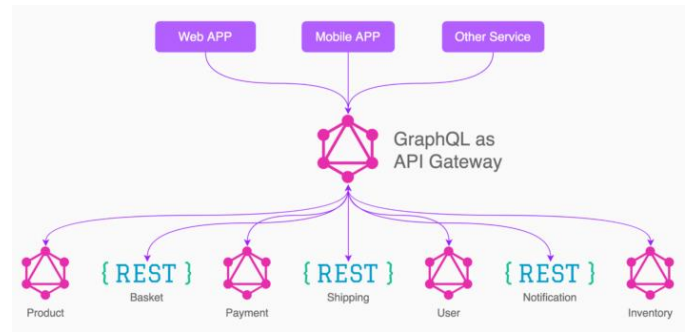 Web APP
Mobile APP
Other Service
GraphQL as
API Gateway
{ REST }
{ REST }
{ REST }
Product
Basket
Payment
Shipping
User
Notification
Inventory